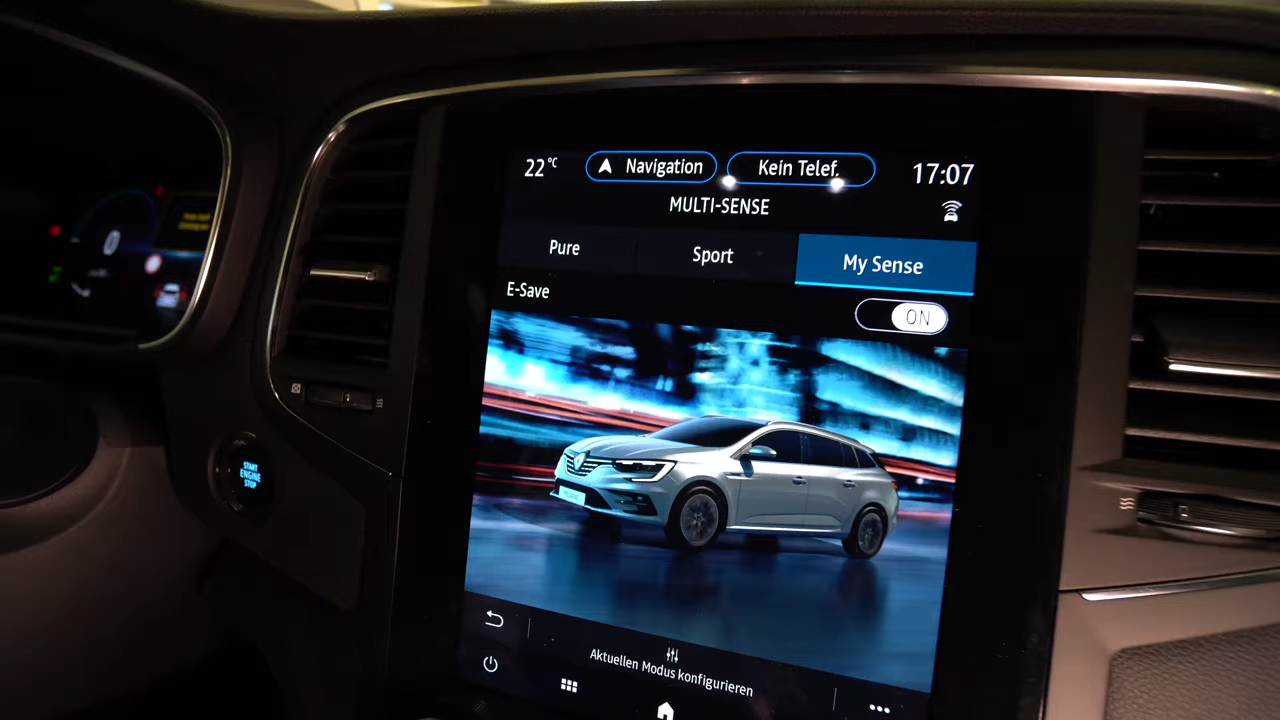 22°C
Navigation
Kein Telef.
17:07
MULTI-SENSE
Pure
Sport
My Sense
E-Save
ON
START
ENGINE
STOP
Aktuellen Modus konfigurieren
0